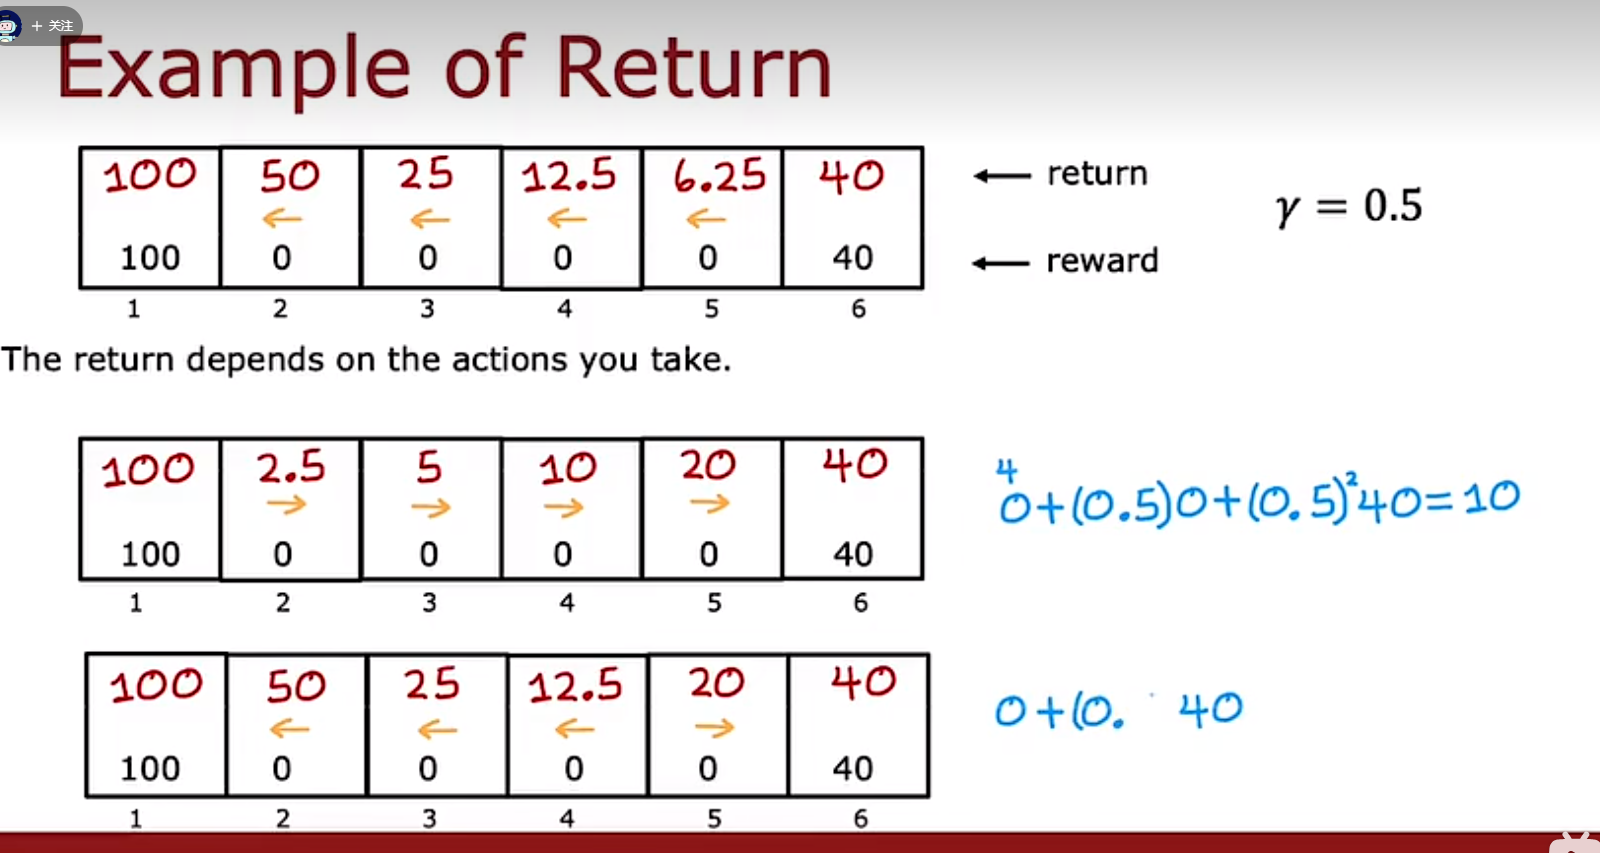 + 关注
Example of Return
100 50 25 12.5 6.25 40 ← return
← ← ← ← γ = 0.5
100 0 0 0 0 40 ← reward
1 2 3 4 5 6
The return depends on the actions you take.
100 2.5 5 10 20 40
→ → → →
100 0 0 0 0 40
1 2 3 4 5 6
4
0+(0.5)0+(0.5)²40=10
100 50 25 12.5 20 40
← ← ← →
100 0 0 0 0 40
1 2 3 4 5 6
0+(0. 40